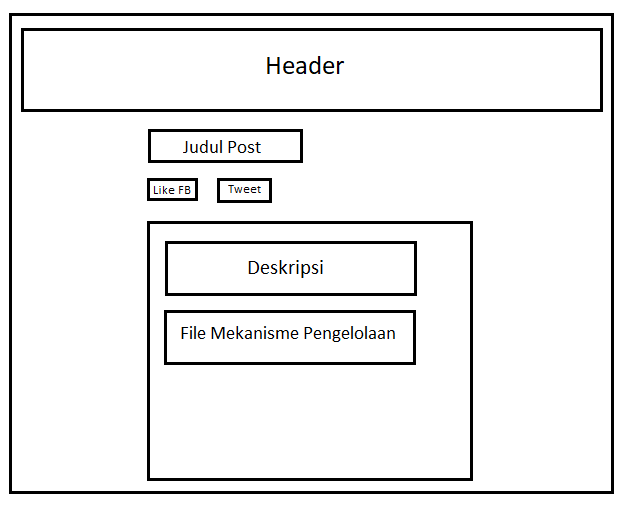 Header
Judul Post
Like FB
Tweet
Deskripsi
File Mekanisme Pengelolaan